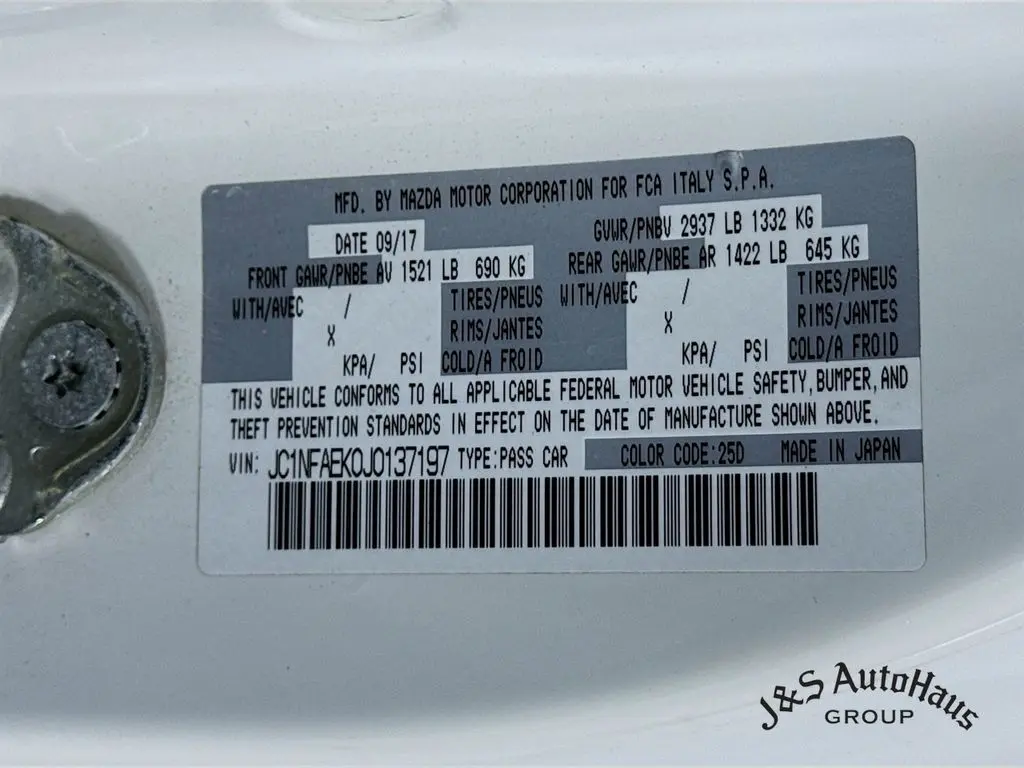 MFD. BY MAZDA MOTOR CORPORATION FOR FCA ITALY S.P.A.
DATE 09/17 GVWR/PNBV 2937 LB 1332 KG
FRONT GAWR/PNBE AV 1521 LB 690 KG REAR GAWR/PNBE AR 1422 LB 645 KG
WITH/AVEC / TIRES/PNEUS WITH/AVEC / TIRES/PNEUS
X RIMS/JANTES X RIMS/JANTES
KPA/ PSI COLD/A FROID KPA/ PSI COLD/A FROID
THIS VEHICLE CONFORMS TO ALL APPLICABLE FEDERAL MOTOR VEHICLE SAFETY, BUMPER, AND
THEFT PREVENTION STANDARDS IN EFFECT ON THE DATE OF MANUFACTURE SHOWN ABOVE.
VIN: JC1NFAEK0J0137197 TYPE:PASS CAR COLOR CODE:25D MADE IN JAPAN
J&S AutoHaus
GROUP